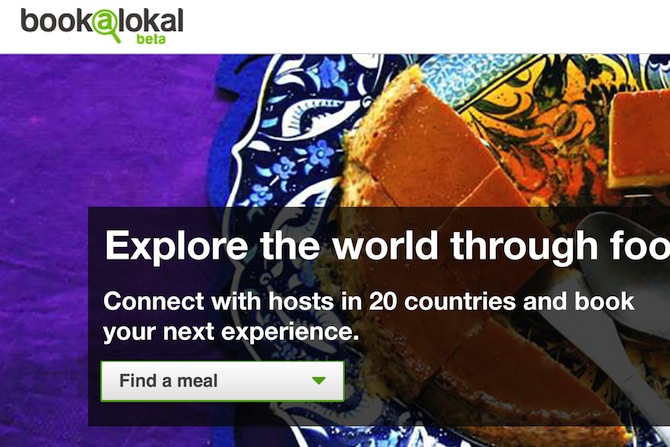 book@lokal
beta
Explore the world through foo
Connect with hosts in 20 countries and book
your next experience.
Find a meal